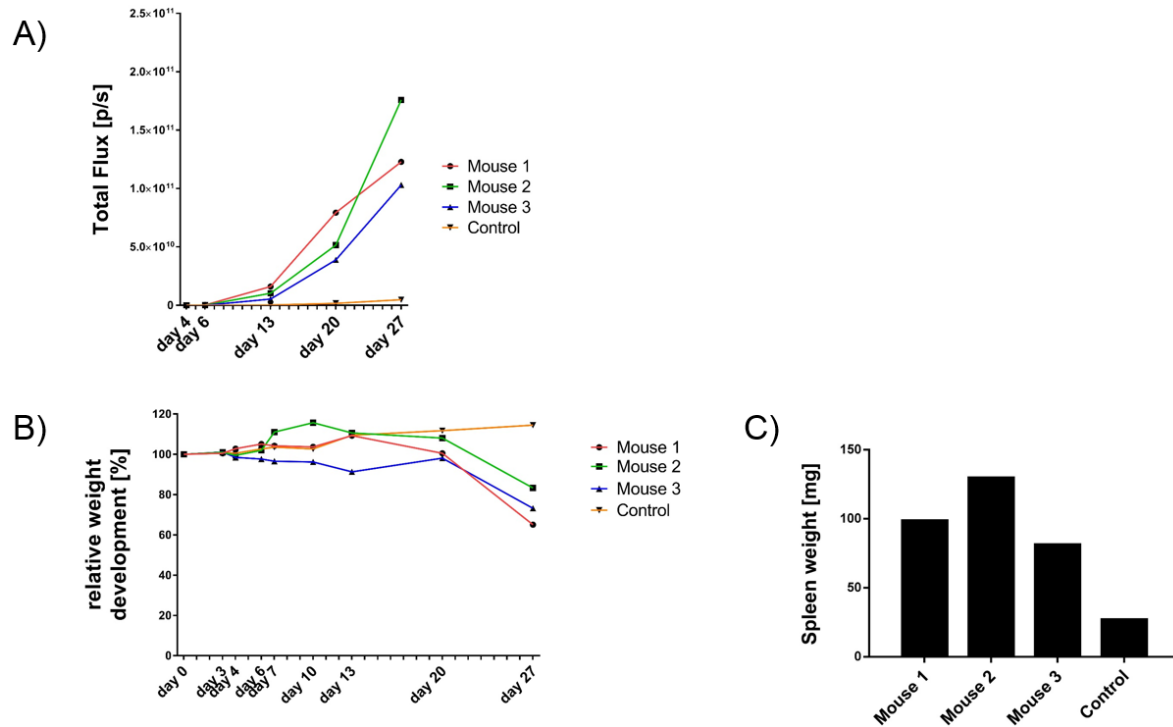 A)
Total Flux [p/s]
2.5×10¹¹
2.0×10¹¹
1.5×10¹¹
1.0×10¹¹
5.0×10¹⁰
0
day 4
day 6
day 13
day 20
day 27
Mouse 1
Mouse 2
Mouse 3
Control
B)
relative weight
development [%]
120
100
80
60
40
20
0
day 0
day 3
day 4
day 6
day 7
day 10
day 13
day 20
day 27
Mouse 1
Mouse 2
Mouse 3
Control
C)
Spleen weight [mg]
150
100
50
0
Mouse 1
Mouse 2
Mouse 3
Control